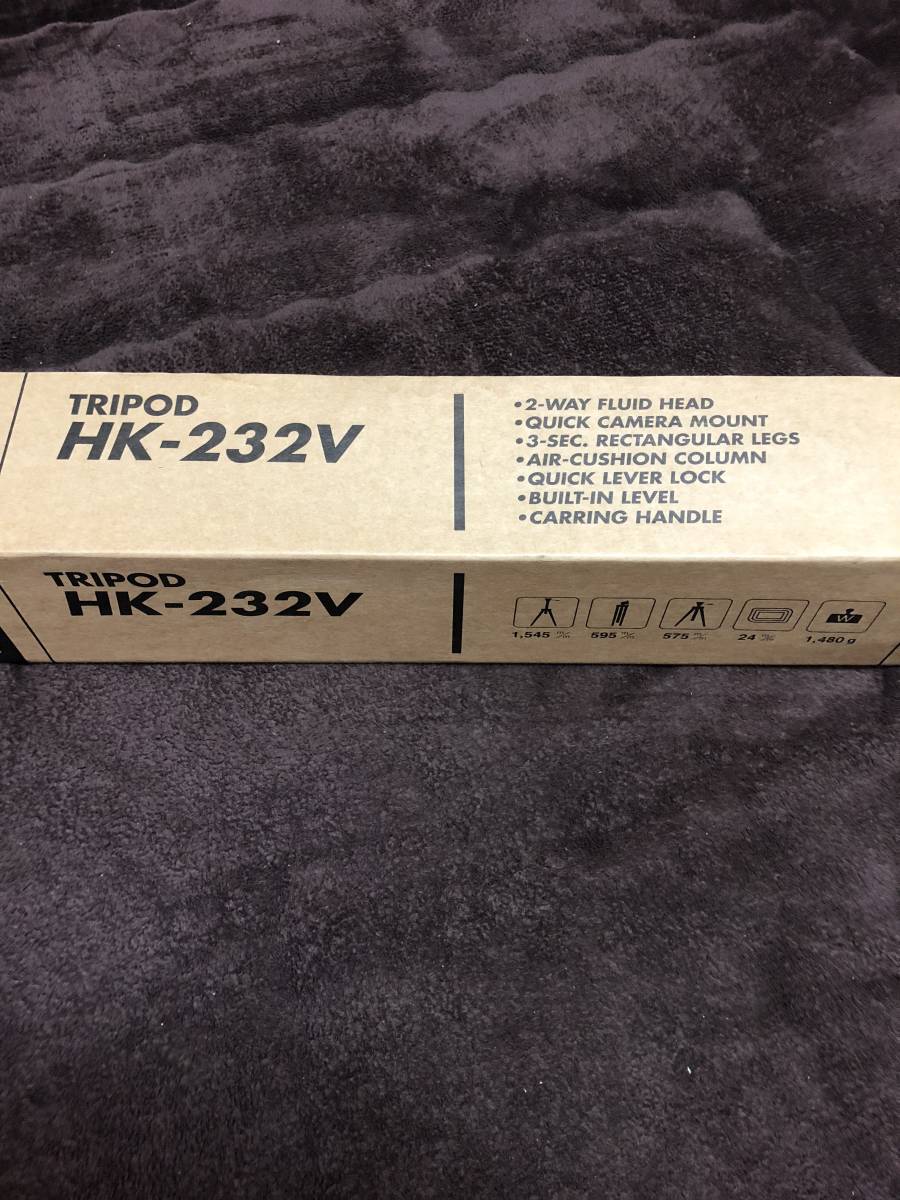 TRIPOD
HK-232V
•2-WAY FLUID HEAD
•QUICK CAMERA MOUNT
•3-SEC. RECTANGULAR LEGS
•AIR-CUSHION COLUMN
•QUICK LEVER LOCK
•BUILT-IN LEVEL
•CARRING HANDLE
TRIPOD
HK-232V
W
1,545 595 575 24 1,480 g